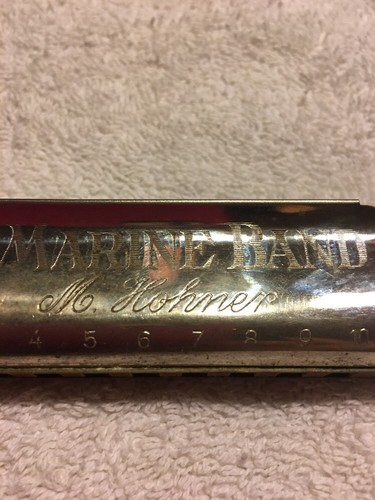 MARINE BAND
M. Hohner
4 5 6 7 8 9 10